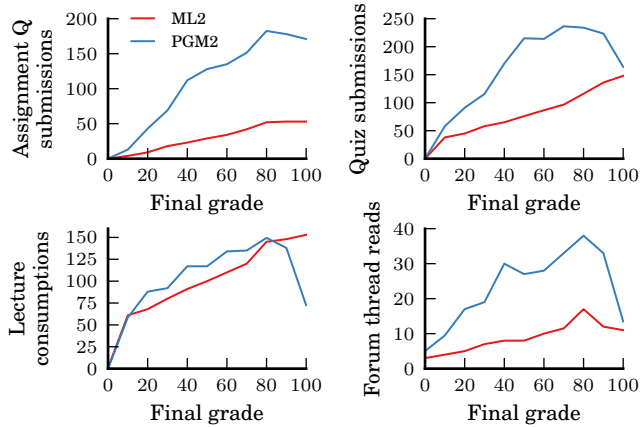 Assignment Q
submissions
200
150
100
50
0
ML2
PGM2
0 20 40 60 80 100
Final grade
Quiz submissions
250
200
150
100
50
0
0 20 40 60 80 100
Final grade
Lecture
consumptions
150
125
100
75
50
25
0
0 20 40 60 80 100
Final grade
Forum thread reads
40
30
20
10
0
0 20 40 60 80 100
Final grade